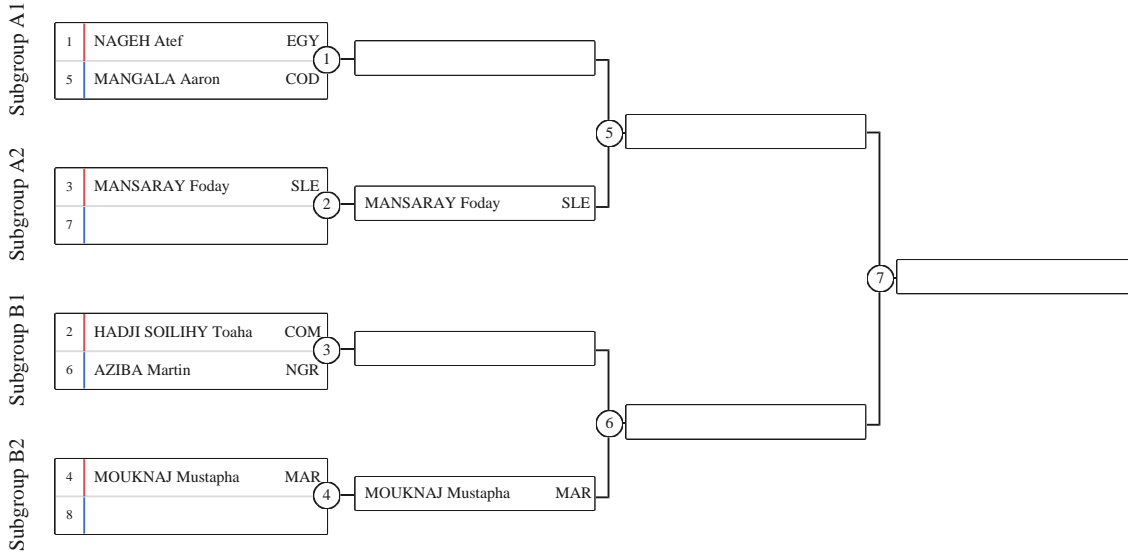 Subgroup A1
1 NAGEH Atef EGY
5 MANGALA Aaron COD
1
5
Subgroup A2
3 MANSARAY Foday SLE
7
2
MANSARAY Foday SLE
7
Subgroup B1
2 HADJI SOILIHY Toaha COM
6 AZIBA Martin NGR
3
6
Subgroup B2
4 MOUKNAJ Mustapha MAR
8
4
MOUKNAJ Mustapha MAR